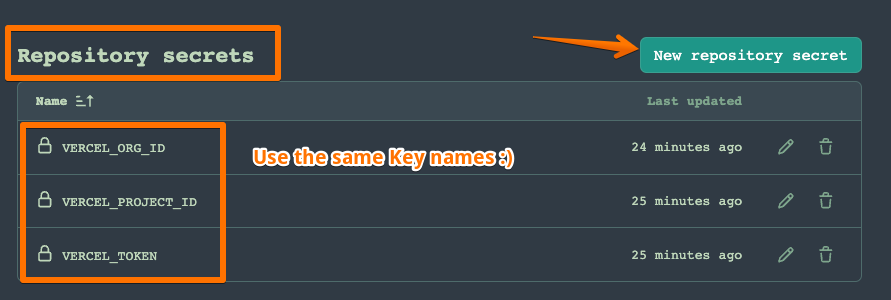 Repository secrets
New repository secret
Name
Last updated
VERCEL_ORG_ID
Use the same Key names :)
24 minutes ago
VERCEL_PROJECT_ID
25 minutes ago
VERCEL_TOKEN
25 minutes ago